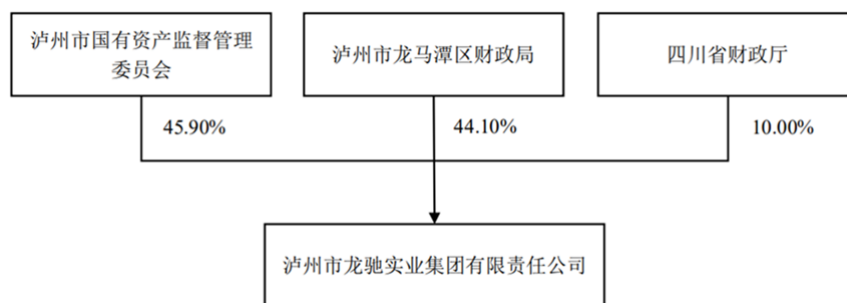 泸州市国有资产监督管理
委员会
泸州市龙马潭区财政局
四川省财政厅
45.90%
44.10%
10.00%
泸州市龙驰实业集团有限责任公司